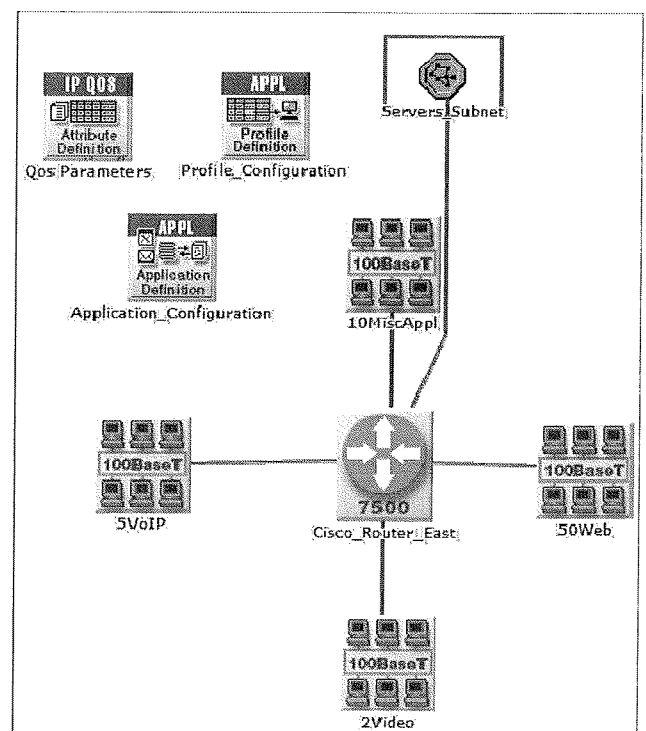 IP QOS
Attribute
Definition
Qos Parameters
APPL
Profile
Definition
Profile_Configuration
Servers_Subnet
APPL
Application
Definition
Application_Configuration
100BaseT
10MiscAppl
100BaseT
5VoIP
7500
Cisco_Router_East
100BaseT
50Web
100BaseT
2Video